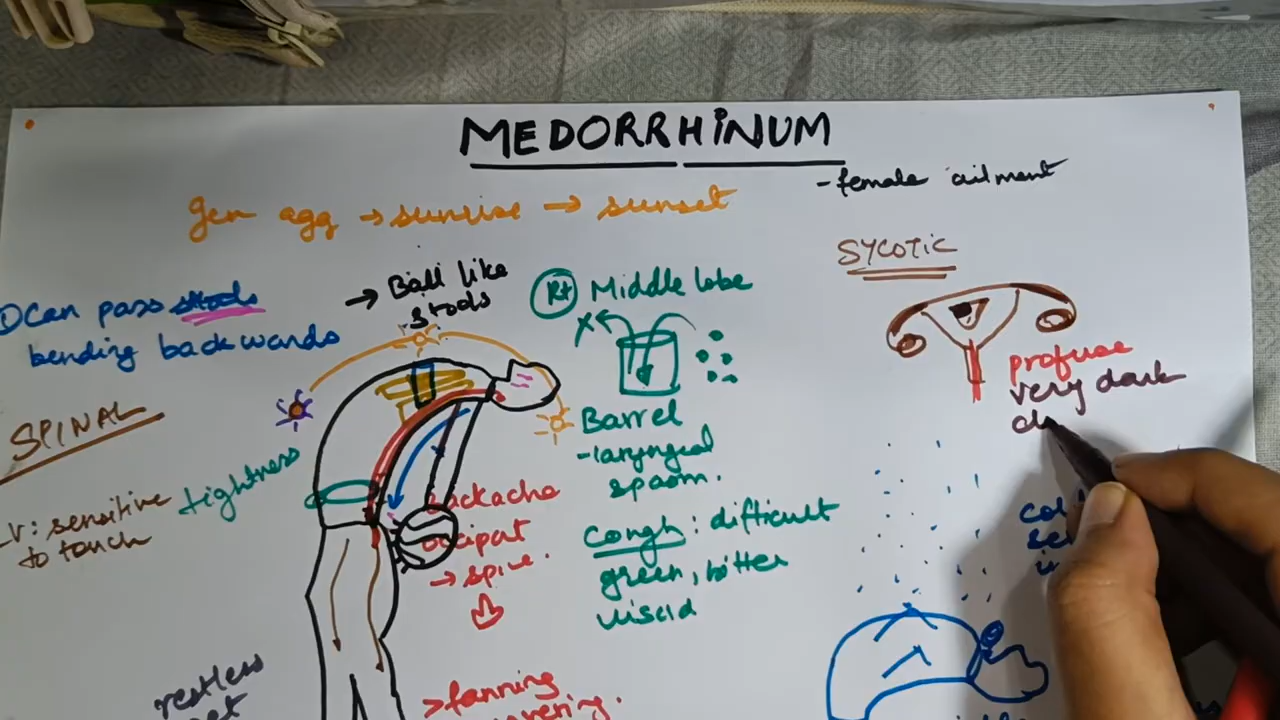 MEDORRHINUM
- female ailment
gen agg → sunrise → sunset
SYCOTIC
Can pass stools
bending backwards
→ Ball like
stools
Rt Middle lobe
X
Barrel
- laryngeal
spasm.
profuse
very dark
SPINAL
LV: sensitive
to touch
tightness
backache
occiput
→ spine.
Cough: difficult
green, bitter
viscid
restless
> fanning